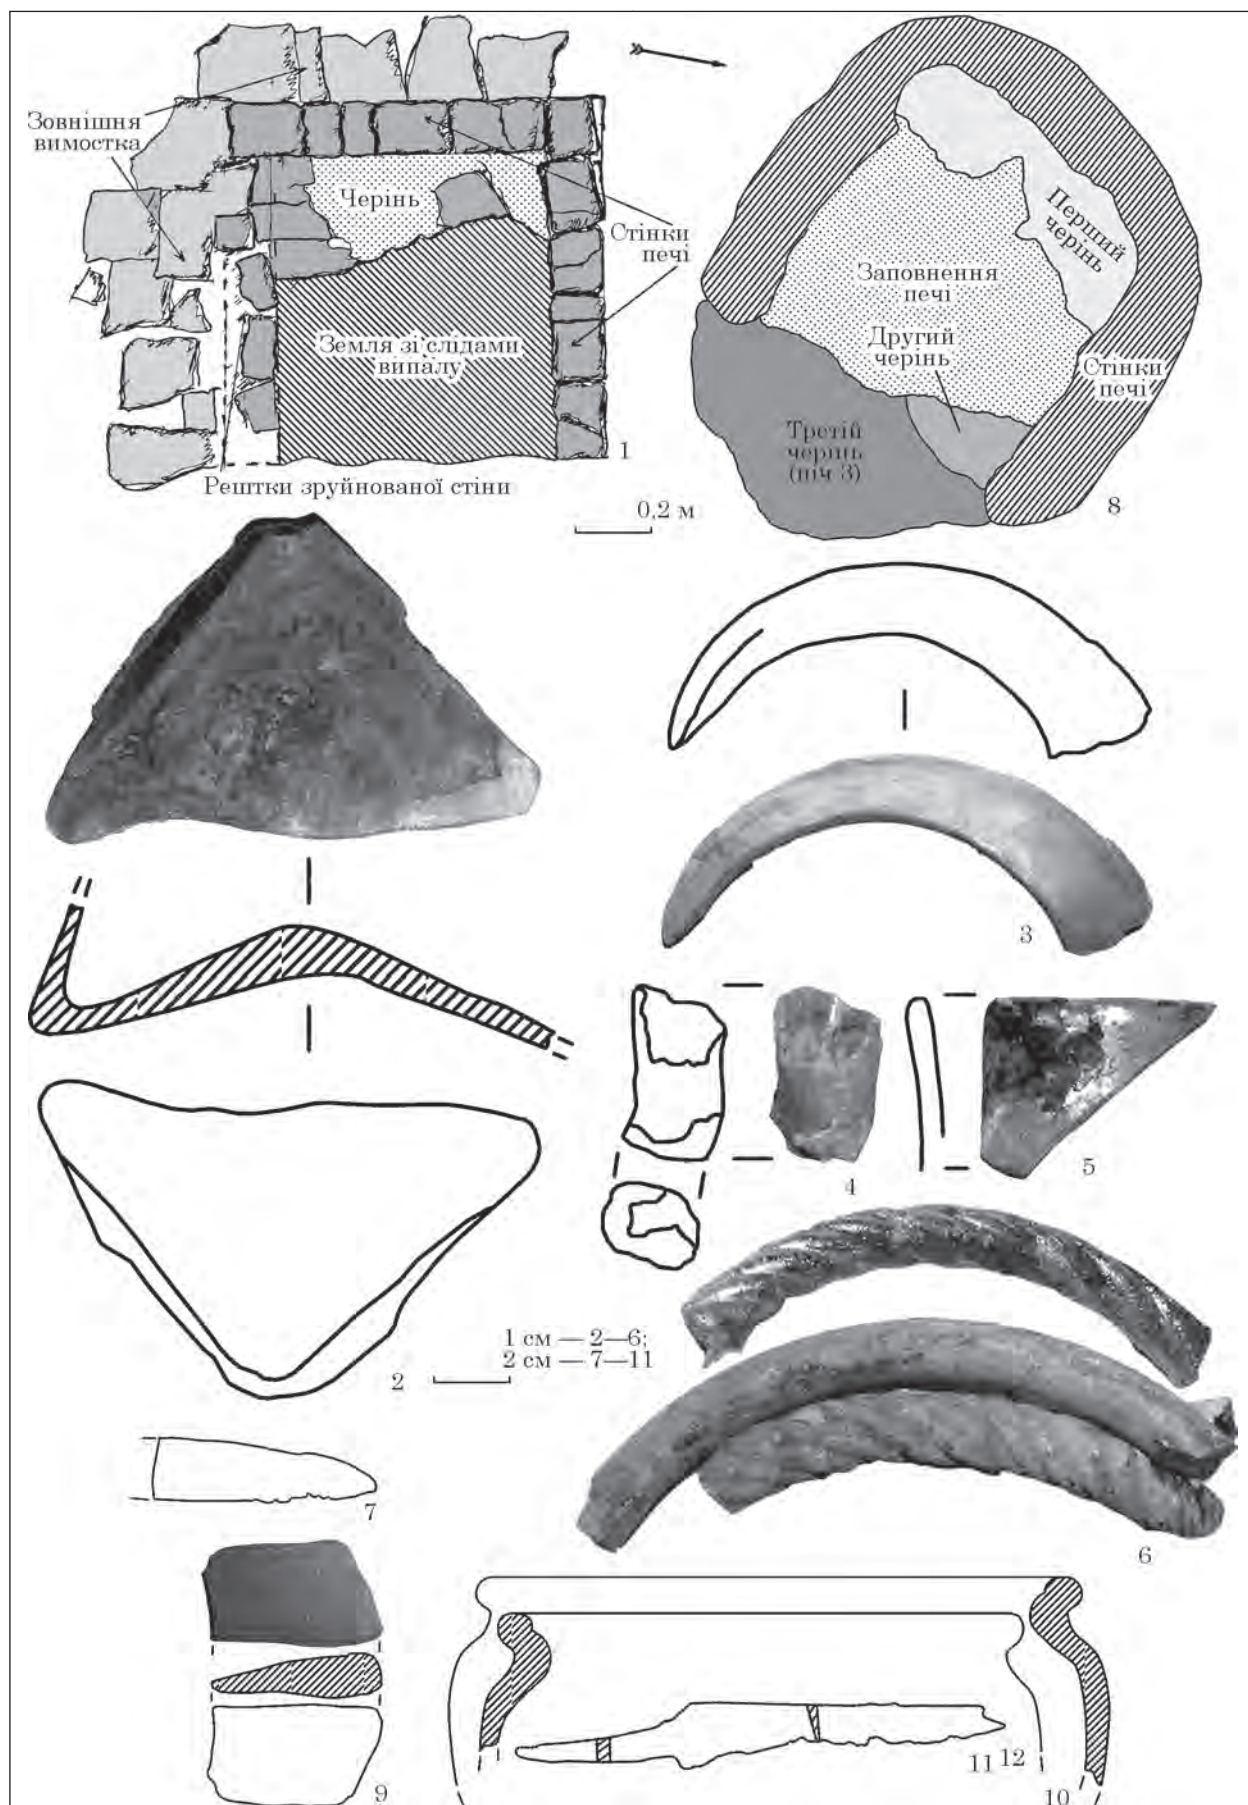 Зовнішня
вимостка
Черінь
Стінки
печі
Земля зі слідами
випалу
1
Рештки зруйнованої стіни
0,2 м
Перший
черінь
Заповнення
печі
Другий
черінь
Стінки
печі
Третій
черінь
(піч 3)
8
3
4
5
1 см — 2—6;
2 см — 7—11
2
6
7
9
11 12
10